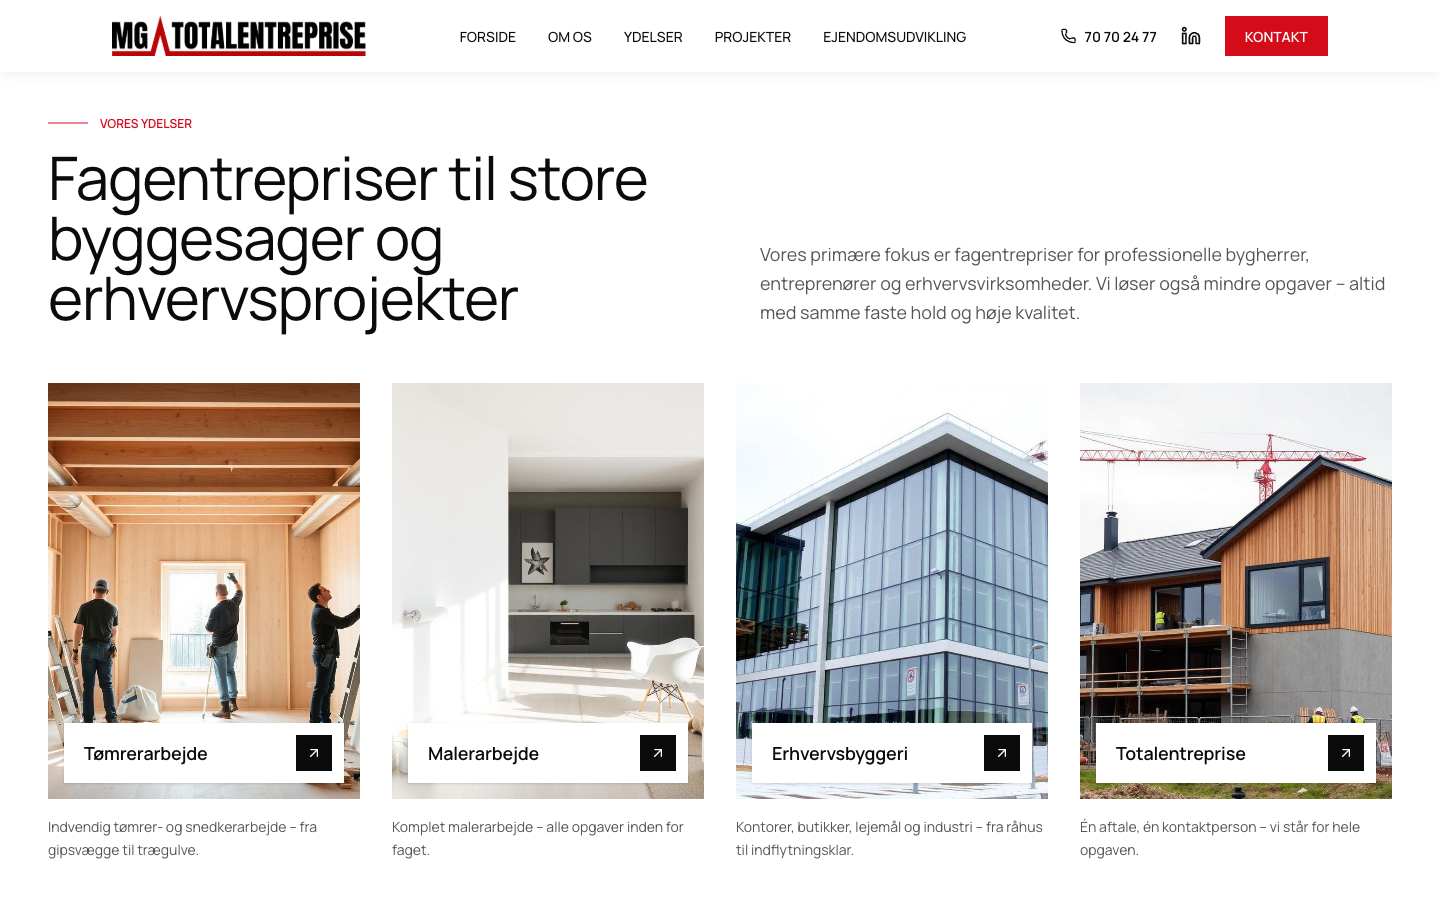 MG TOTALENTREPRISE
FORSIDE
OM OS
YDELSER
PROJEKTER
EJENDOMSUDVIKLING
70 70 24 77
KONTAKT
VORES YDELSER
Fagentrepriser til store
byggesager og
erhvervsprojekter
Vores primære fokus er fagentrepriser for professionelle bygherrer,
entreprenører og erhvervsvirksomheder. Vi løser også mindre opgaver – altid
med samme faste hold og høje kvalitet.
Tømrerarbejde
Indvendig tømrer- og snedkerarbejde – fra
gipsvægge til trægulve.
Malerarbejde
Komplet malerarbejde – alle opgaver inden for
faget.
Erhvervsbyggeri
Kontorer, butikker, lejemål og industri – fra råhus
til indflytningsklar.
Totalentreprise
Én aftale, én kontaktperson – vi står for hele
opgaven.